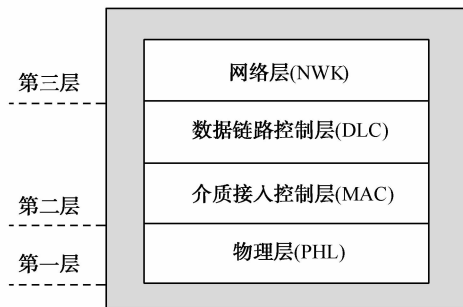 网络层(NWK)
第三层
数据链路控制层(DLC)
介质接入控制层(MAC)
第二层
物理层(PHL)
第一层